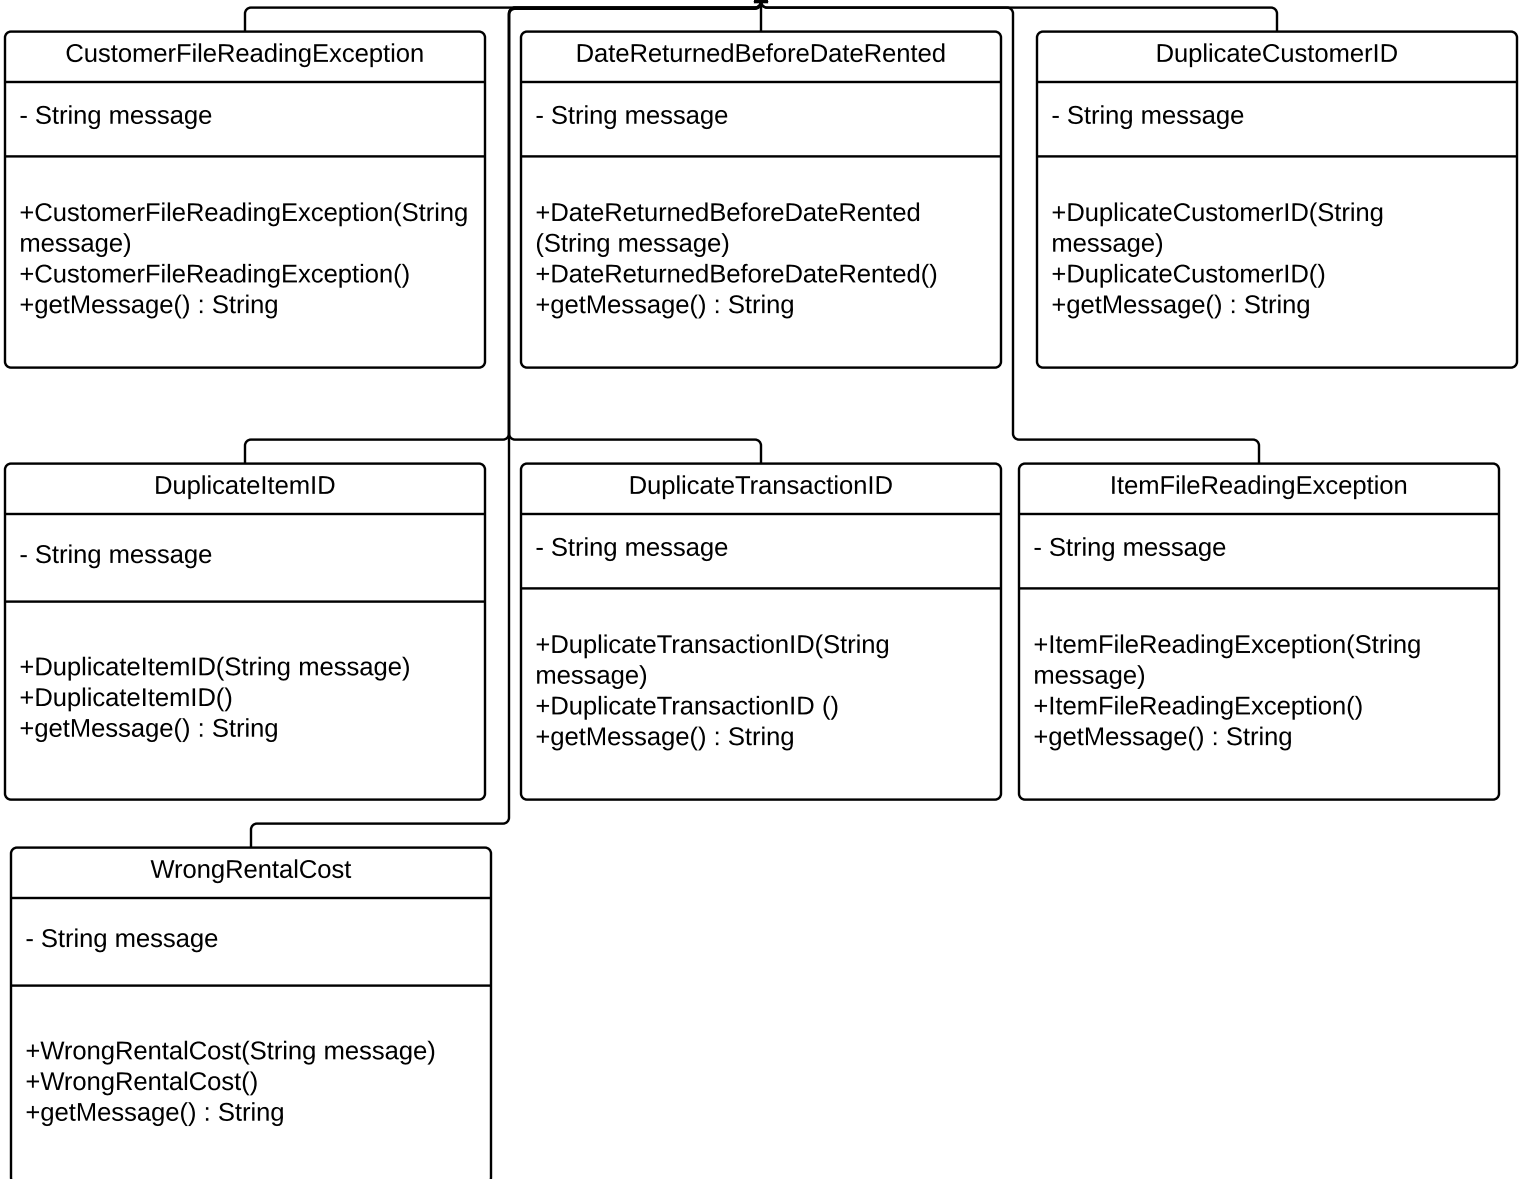 CustomerFileReadingException
- String message
+CustomerFileReadingException(String
message)
+CustomerFileReadingException()
+getMessage() : String
DateReturnedBeforeDateRented
- String message
+DateReturnedBeforeDateRented
(String message)
+DateReturnedBeforeDateRented()
+getMessage() : String
DuplicateCustomerID
- String message
+DuplicateCustomerID(String
message)
+DuplicateCustomerID()
+getMessage() : String
DuplicateItemID
- String message
+DuplicateItemID(String message)
+DuplicateItemID()
+getMessage() : String
DuplicateTransactionID
- String message
+DuplicateTransactionID(String
message)
+DuplicateTransactionID ()
+getMessage() : String
ItemFileReadingException
- String message
+ItemFileReadingException(String
message)
+ItemFileReadingException()
+getMessage() : String
WrongRentalCost
- String message
+WrongRentalCost(String message)
+WrongRentalCost()
+getMessage() : String